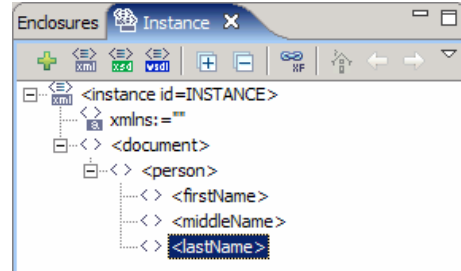 Enclosures Instance
xml xsd wsdl XF
<instance id=INSTANCE>
xmlns:=""
<document>
<person>
<firstName>
<middleName>
<lastName>